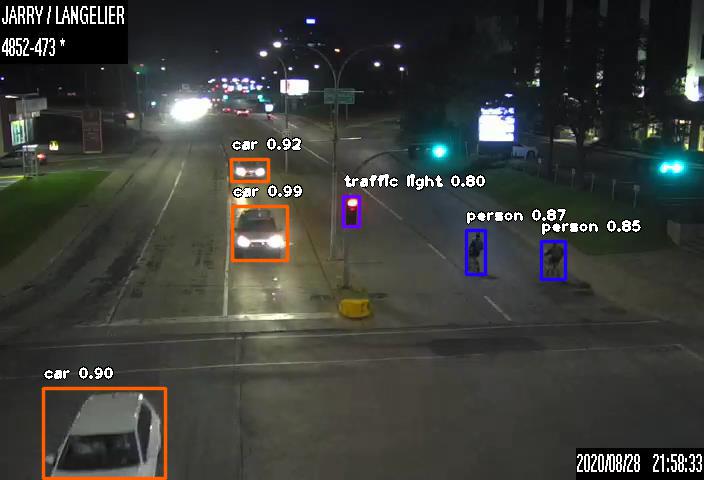 JARRY / LANGELIER
4852-473 *
car 0.92
car 0.99
traffic light 0.80
person 0.87
person 0.85
car 0.90
2020/08/28 21:58:33